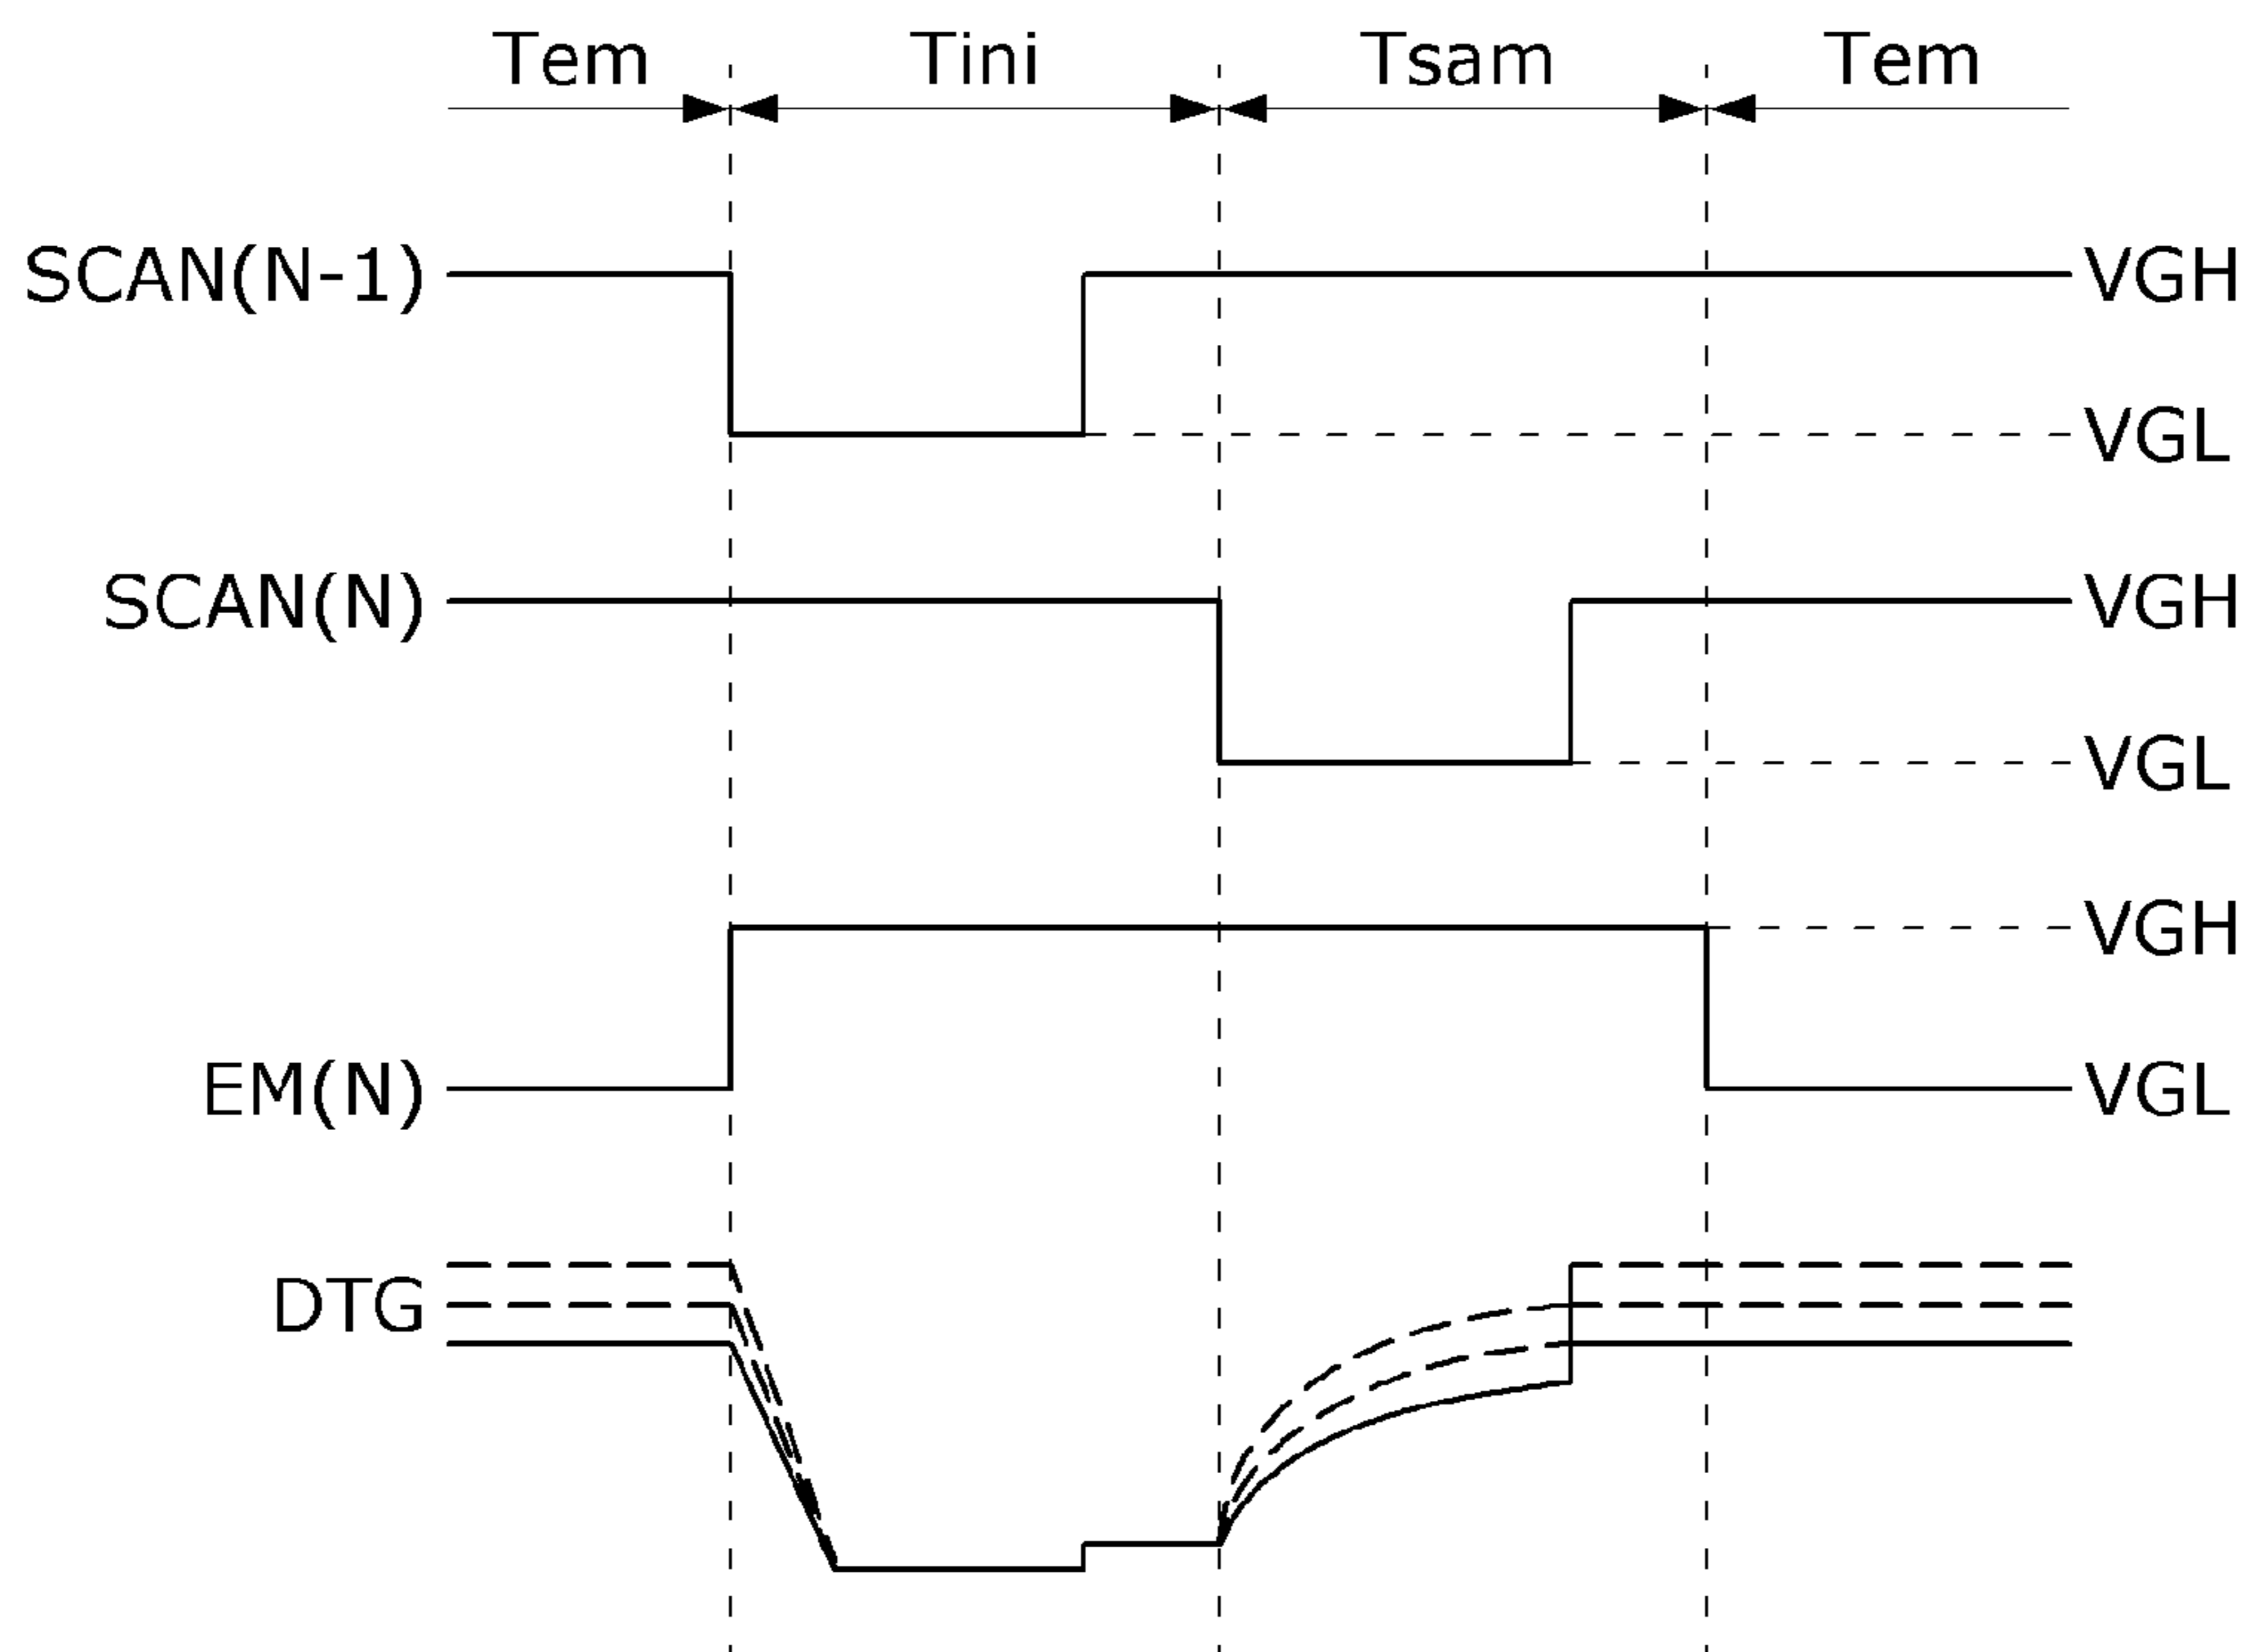 Tem Tini Tsam Tem
SCAN(N-1) VGH
VGL
SCAN(N) VGH
VGL
VGH
EM(N) VGL
DTG